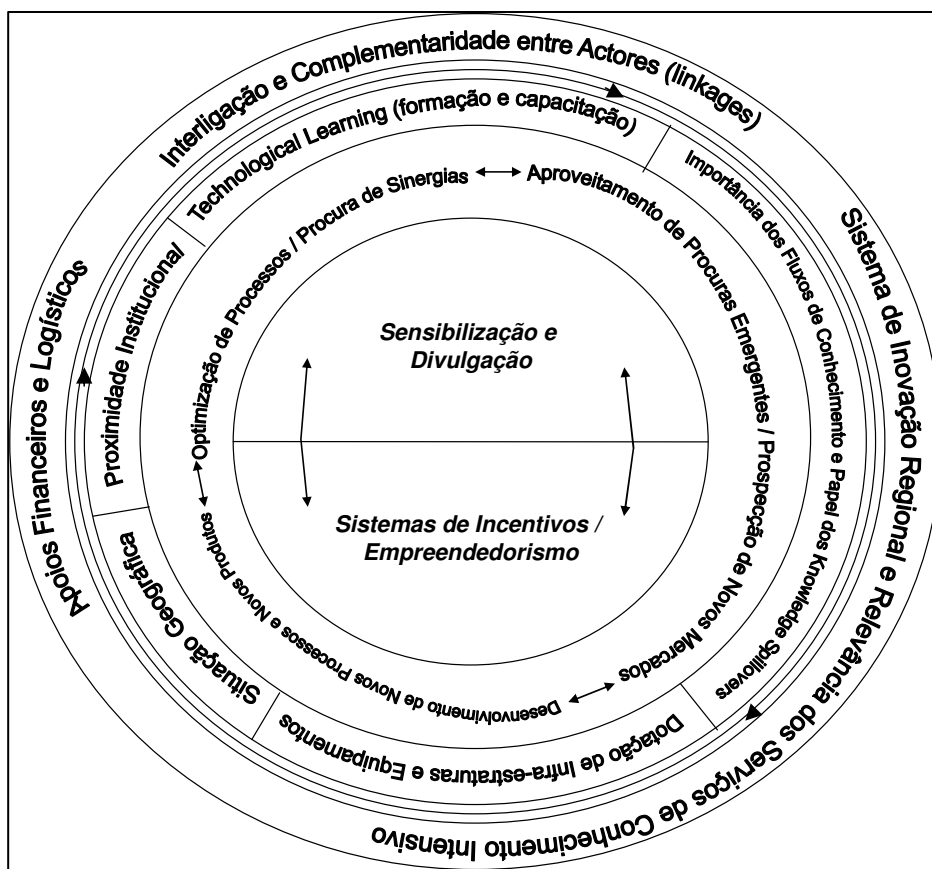 Interligação e Complementaridade entre Actores (linkages)
Sistema de Inovação Regional e Relevância dos Serviços de Conhecimento Intensivo
Apoios Financeiros e Logísticos
Technological Learning (formação e capacitação)
Importância dos Fluxos de Conhecimento e Papel dos Knowledge Spillovers
Dotação de Infra-estraturas e Equipamentos
Situação Geográfica
Proximidade Institucional
Optimização de Processos / Procura de Sinergias
Aproveitamento de Procuras Emergentes / Prospecção de Novos Mercados
Desenvolvimento de Novos Processos e Novos Produtos
Sensibilização e
Divulgação
Sistemas de Incentivos /
Empreendedorismo